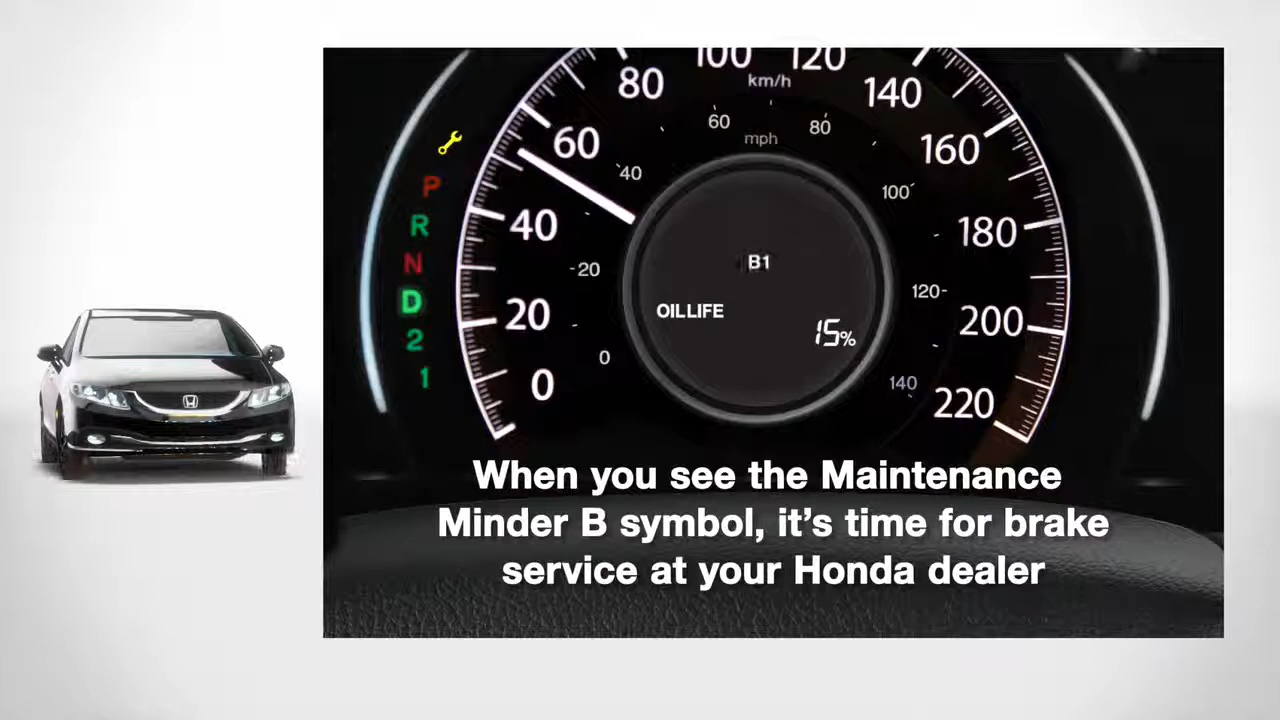 100 120
80 km/h 140
60 80
60 mph 160
40 100
P
R 40 180
N B1
20 120
D OIL LIFE 20 200
2 15%
0 140
1 0 220
When you see the Maintenance
Minder B symbol, it's time for brake
service at your Honda dealer